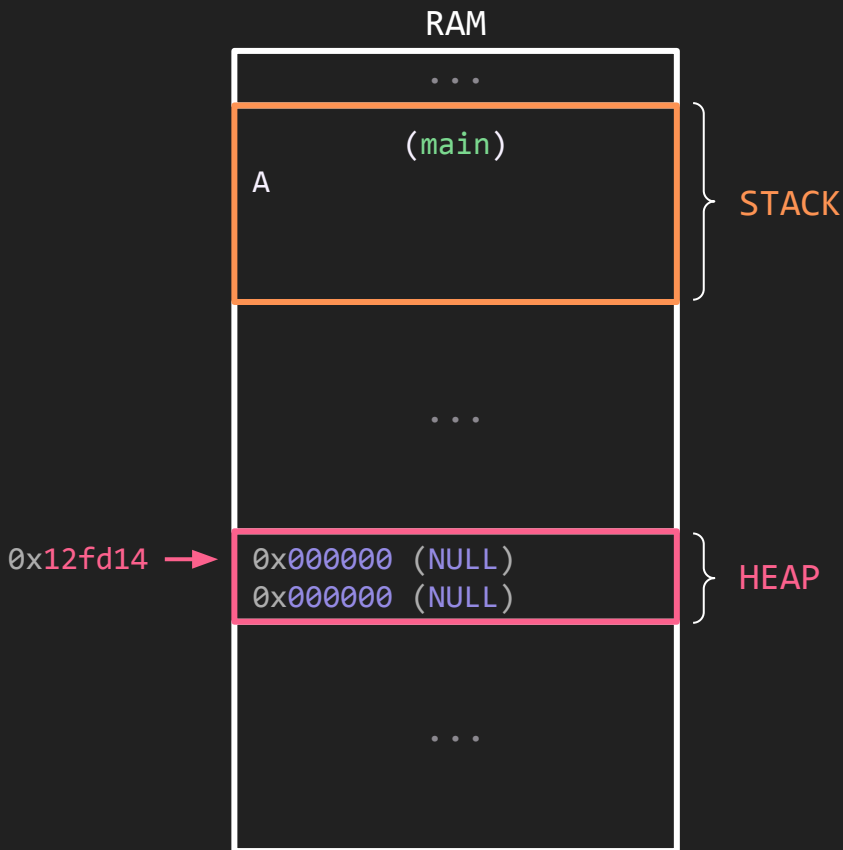 RAM
...
(main)
A
STACK
...
0x12fd14
0x000000 (NULL)
0x000000 (NULL)
HEAP
...